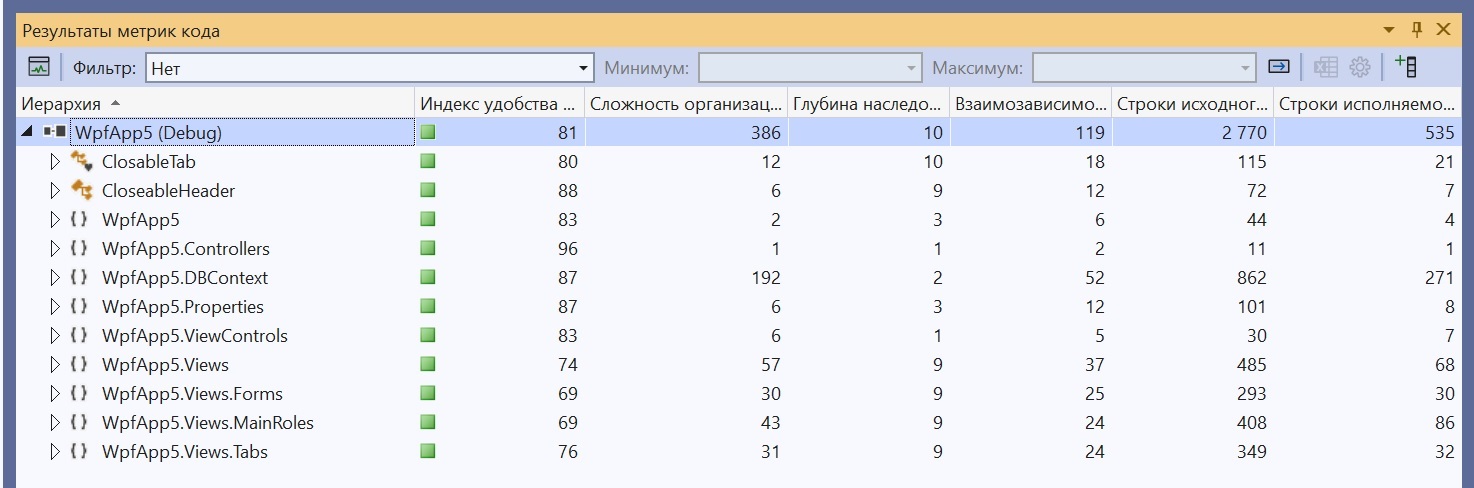 Результаты метрик кода
Фильтр: Нет Минимум: Максимум:
Иерархия Индекс удобства ... Сложность организац... Глубина наследо... Взаимозависимо... Строки исходног... Строки исполняемо...
WpfApp5 (Debug) 81 386 10 119 2 770 535
ClosableTab 80 12 10 18 115 21
CloseableHeader 88 6 9 12 72 7
WpfApp5 83 2 3 6 44 4
WpfApp5.Controllers 96 1 1 2 11 1
WpfApp5.DBContext 87 192 2 52 862 271
WpfApp5.Properties 87 6 3 12 101 8
WpfApp5.ViewControls 83 6 1 5 30 7
WpfApp5.Views 74 57 9 37 485 68
WpfApp5.Views.Forms 69 30 9 25 293 30
WpfApp5.Views.MainRoles 69 43 9 24 408 86
WpfApp5.Views.Tabs 76 31 9 24 349 32